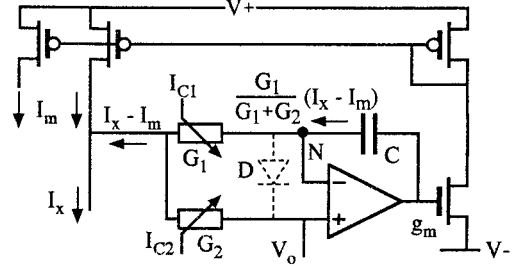 V+
I_C1
G_1
G_1+G_2
(I_x - I_m)
I_m
I_x - I_m
G_1
N
C
D
−
+
I_x
I_C2
G_2
V_o
g_m
V-